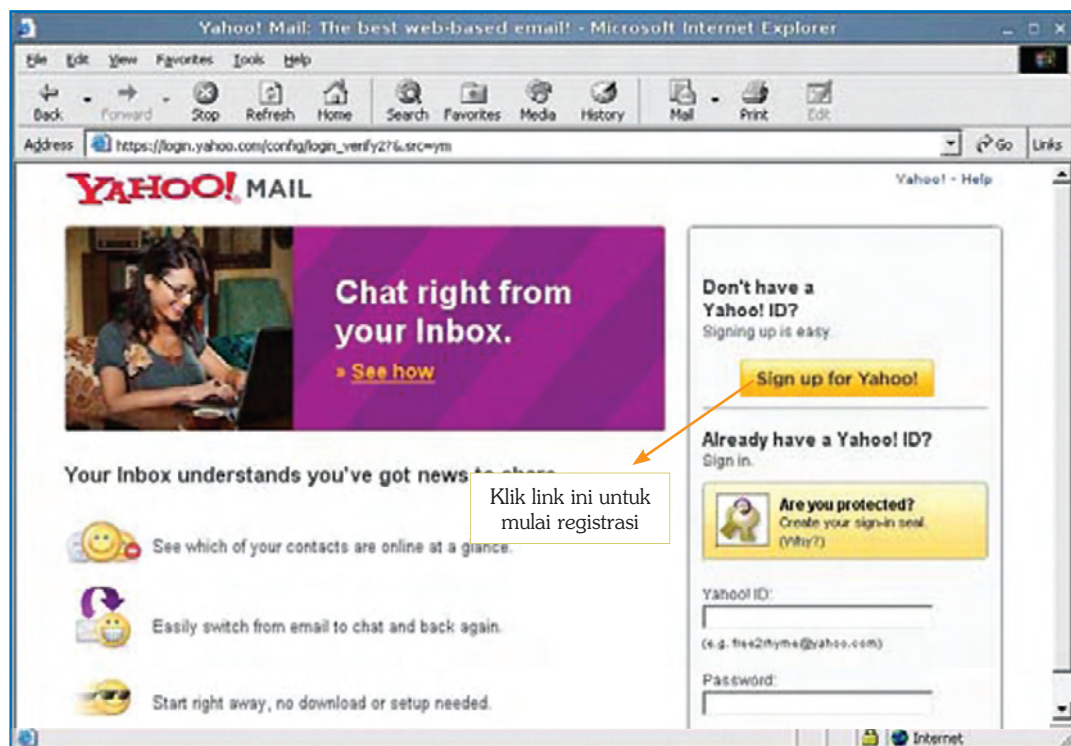 Yahoo! Mail: The best web-based email! - Microsoft Internet Explorer
File Edit View Favorites Tools Help
Back Forward Stop Refresh Home Search Favorites Media History Mail Print Edit
Address https://login.yahoo.com/config/login_verify2?&.src=ym Go Links
YAHOO! MAIL
Yahoo! - Help
Chat right from
your Inbox.
» See how
Don't have a
Yahoo! ID?
Signing up is easy.
Sign up for Yahoo!
Already have a Yahoo! ID?
Sign in.
Are you protected?
Create your sign-in seal.
(Why?)
Yahoo! ID:
(e.g. free2rhyme@yahoo.com)
Password:
Your Inbox understands you've got news to share
Klik link ini untuk
mulai registrasi
See which of your contacts are online at a glance.
Easily switch from email to chat and back again.
Start right away, no download or setup needed.
Internet